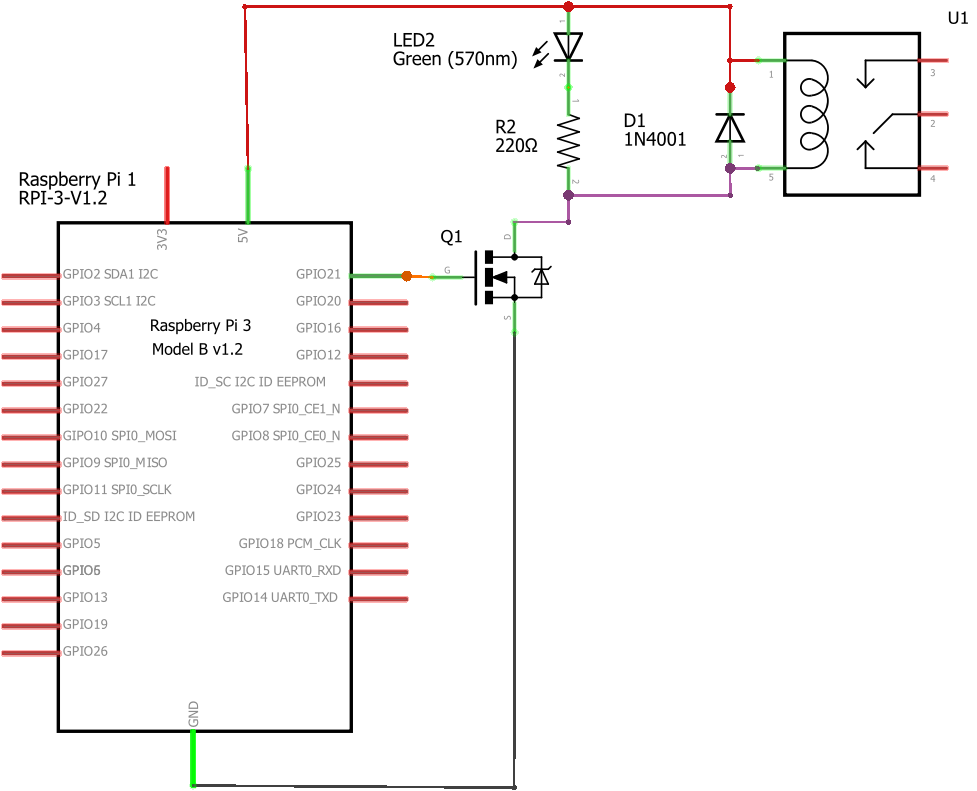 U1
LED2
Green (570nm)
1
2
1
R2
220Ω
2
D1
1N4001
2
1
1
5
3
2
4
Raspberry Pi 1
RPI-3-V1.2
3V3
5V
Q1
D
G
S
GPIO2 SDA1 I2C
GPIO21
GPIO3 SCL1 I2C
GPIO20
Raspberry Pi 3
Model B v1.2
GPIO4
GPIO16
GPIO17
GPIO12
GPIO27
ID_SC I2C ID EEPROM
GPIO22
GPIO7 SPI0_CE1_N
GIPO10 SPI0_MOSI
GPIO8 SPI0_CE0_N
GPIO9 SPI0_MISO
GPIO25
GPIO11 SPI0_SCLK
GPIO24
ID_SD I2C ID EEPROM
GPIO23
GPIO5
GPIO18 PCM_CLK
GPIO6
GPIO15 UART0_RXD
GPIO13
GPIO14 UART0_TXD
GPIO19
GPIO26
GND